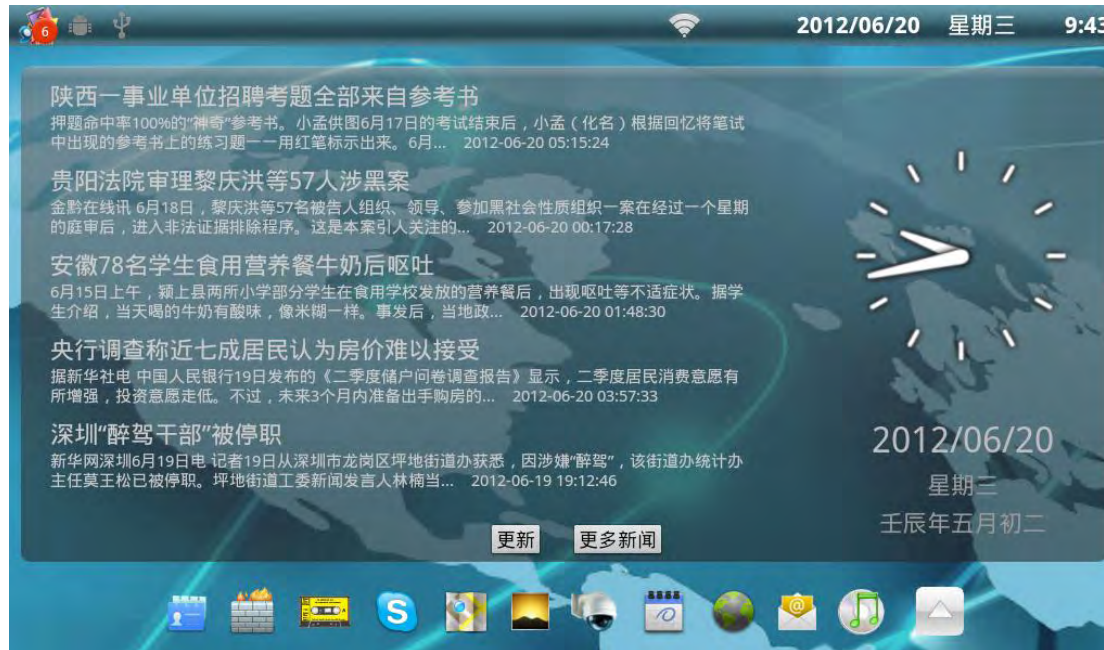 6
2012/06/20 星期三 9:43
陕西一事业单位招聘考题全部来自参考书
押题命中率100%的“神奇”参考书。小孟供图6月17日的考试结束后，小孟（化名）根据回忆将笔试
中出现的参考书上的练习题一一用红笔标示出来。6月... 2012-06-20 05:15:24
贵阳法院审理黎庆洪等57人涉黑案
金黔在线讯 6月18日，黎庆洪等57名被告人组织、领导、参加黑社会性质组织一案在经过一个星期
的庭审后，进入非法证据排除程序。这是本案引人关注的... 2012-06-20 00:17:28
安徽78名学生食用营养餐牛奶后呕吐
6月15日上午，颍上县两所小学部分学生在食用学校发放的营养餐后，出现呕吐等不适症状。据学
生介绍，当天喝的牛奶有酸味，像米糊一样。事发后，当地政... 2012-06-20 01:48:30
央行调查称近七成居民认为房价难以接受
据新华社电 中国人民银行19日发布的《二季度储户问卷调查报告》显示，二季度居民消费意愿有
所增强，投资意愿走低。不过，未来3个月内准备出手购房的... 2012-06-20 03:57:33
深圳“醉驾干部”被停职
新华网深圳6月19日电 记者19日从深圳市龙岗区坪地街道办获悉，因涉嫌“醉驾”，该街道办统计办
主任莫王松已被停职。坪地街道工委新闻发言人林楠当... 2012-06-19 19:12:46
2012/06/20
星期三
壬辰年五月初二
更新 更多新闻